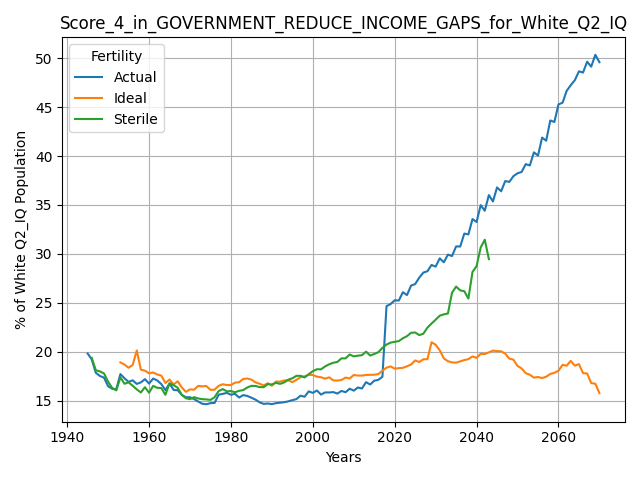 Score_4_in_GOVERNMENT_REDUCE_INCOME_GAPS_for_White_Q2_IQ
Fertility
Actual
Ideal
Sterile
% of White Q2_IQ Population
50
45
40
35
30
25
20
15
1940
1960
1980
2000
2020
2040
2060
Years